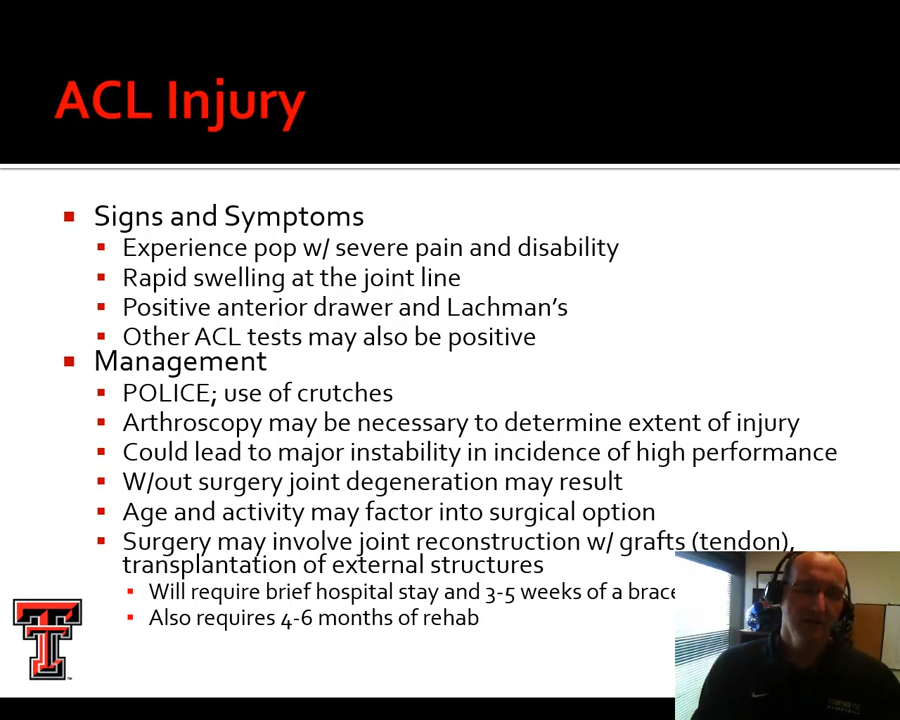 ACL Injury
Signs and Symptoms
Experience pop w/ severe pain and disability
Rapid swelling at the joint line
Positive anterior drawer and Lachman's
Other ACL tests may also be positive
Management
POLICE; use of crutches
Arthroscopy may be necessary to determine extent of injury
Could lead to major instability in incidence of high performance
W/out surgery joint degeneration may result
Age and activity may factor into surgical option
Surgery may involve joint reconstruction w/ grafts (tendon),
transplantation of external structures
Will require brief hospital stay and 3-5 weeks of a brace
Also requires 4-6 months of rehab